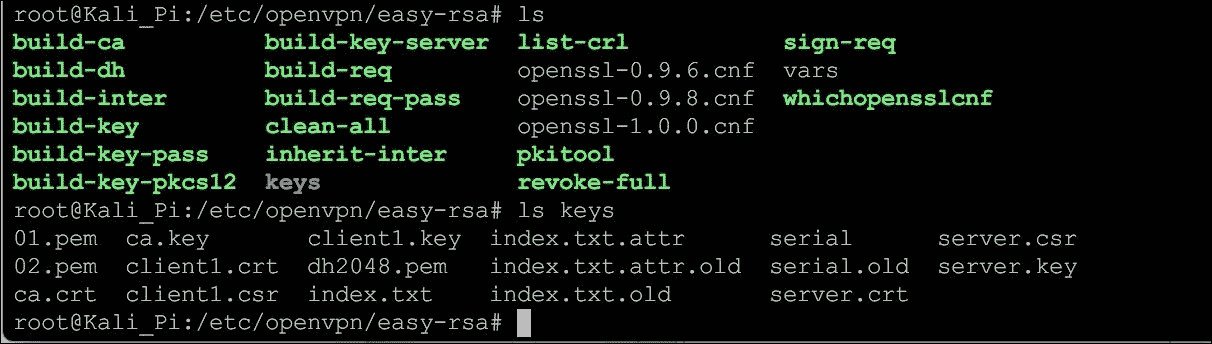 root@Kali_Pi:/etc/openvpn/easy-rsa# ls
build-ca build-key-server list-crl sign-req
build-dh build-req openssl-0.9.6.cnf vars
build-inter build-req-pass openssl-0.9.8.cnf whichopensslcnf
build-key clean-all openssl-1.0.0.cnf
build-key-pass inherit-inter pkitool
build-key-pkcs12 keys revoke-full
root@Kali_Pi:/etc/openvpn/easy-rsa# ls keys
01.pem ca.key client1.key index.txt.attr serial server.csr
02.pem client1.crt dh2048.pem index.txt.attr.old serial.old server.key
ca.crt client1.csr index.txt index.txt.old server.crt
root@Kali_Pi:/etc/openvpn/easy-rsa#